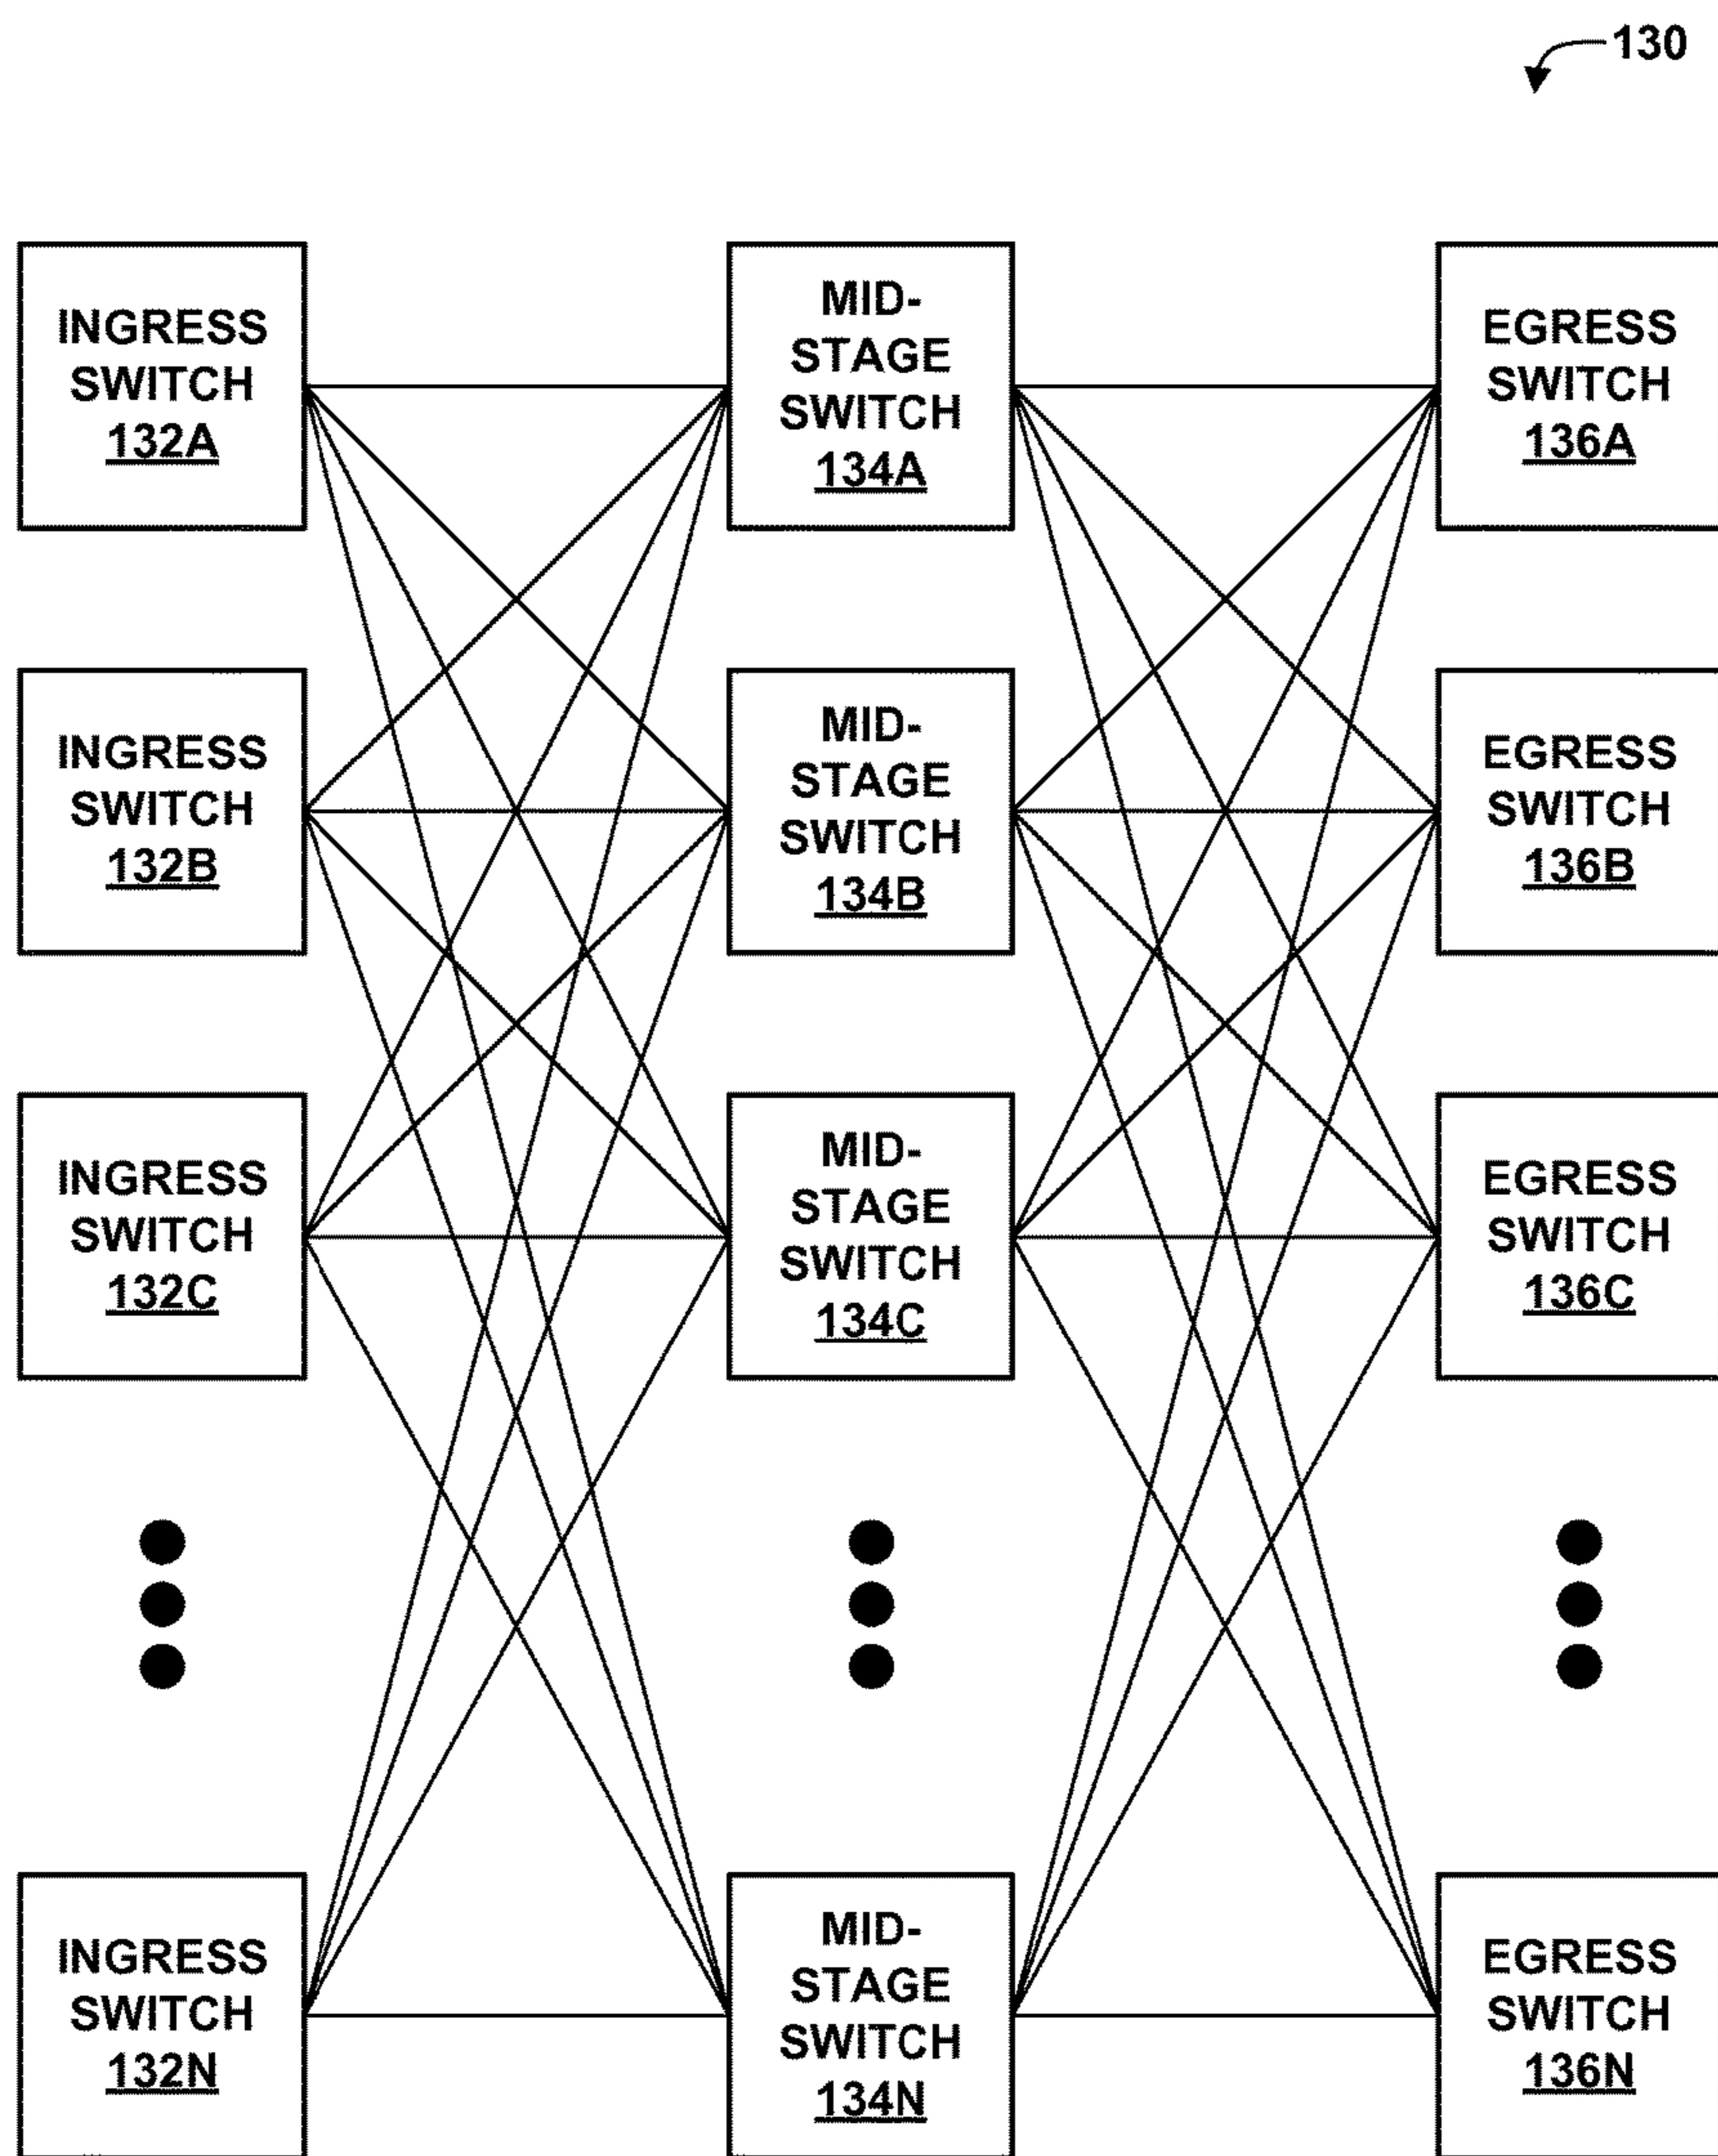 130
INGRESS
SWITCH
132A
MID-
STAGE
SWITCH
134A
EGRESS
SWITCH
136A
INGRESS
SWITCH
132B
MID-
STAGE
SWITCH
134B
EGRESS
SWITCH
136B
INGRESS
SWITCH
132C
MID-
STAGE
SWITCH
134C
EGRESS
SWITCH
136C
INGRESS
SWITCH
132N
MID-
STAGE
SWITCH
134N
EGRESS
SWITCH
136N